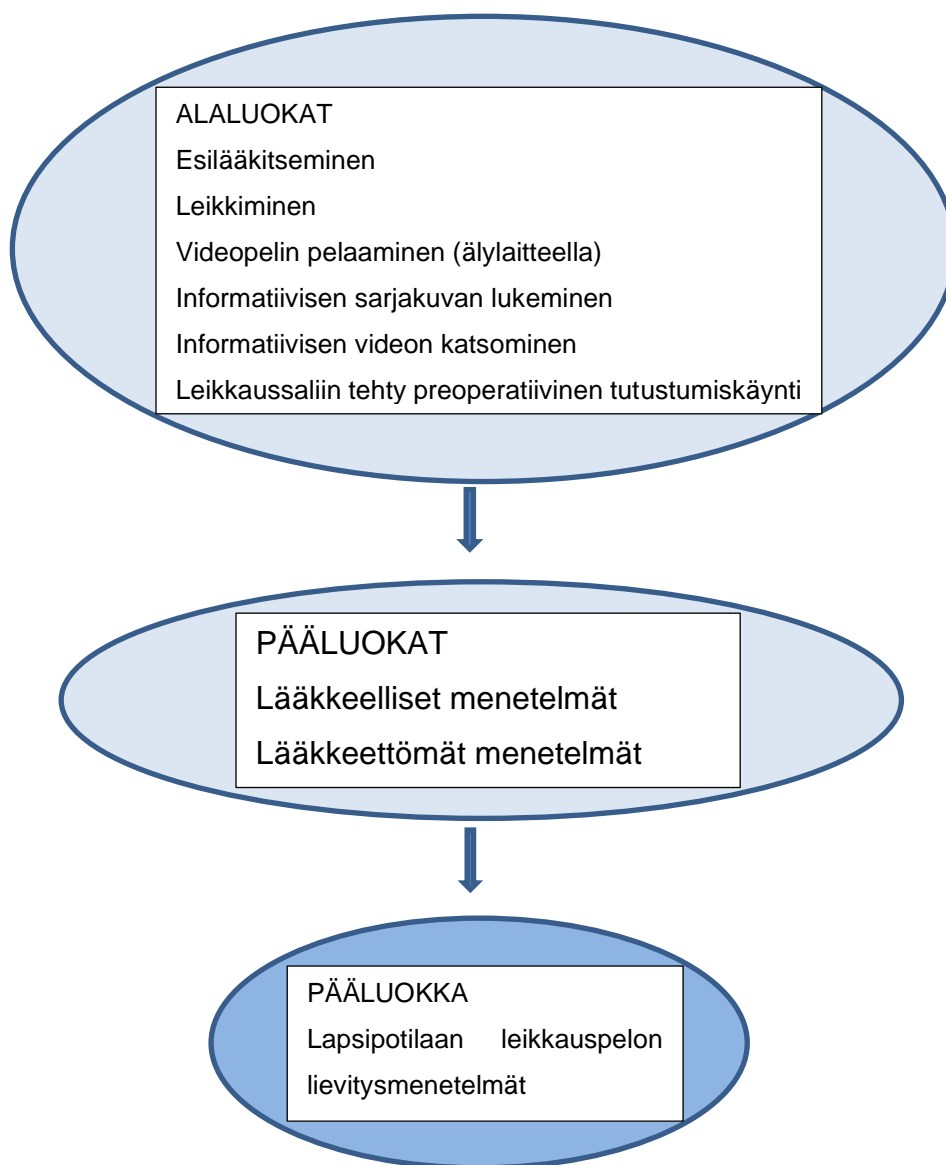 ALALUOKAT
Esilääkitseminen
Leikkiminen
Videopelin pelaaminen (älylaitteella)
Informatiivisen sarjakuvan lukeminen
Informatiivisen videon katsominen
Leikkaussaliin tehty preoperatiivinen tutustumiskäynti
PÄÄLUOKAT
Lääkkeelliset menetelmät
Lääkkeettömät menetelmät
PÄÄLUOKKA
Lapsipotilaan leikkauspelon
lievitysmenetelmät